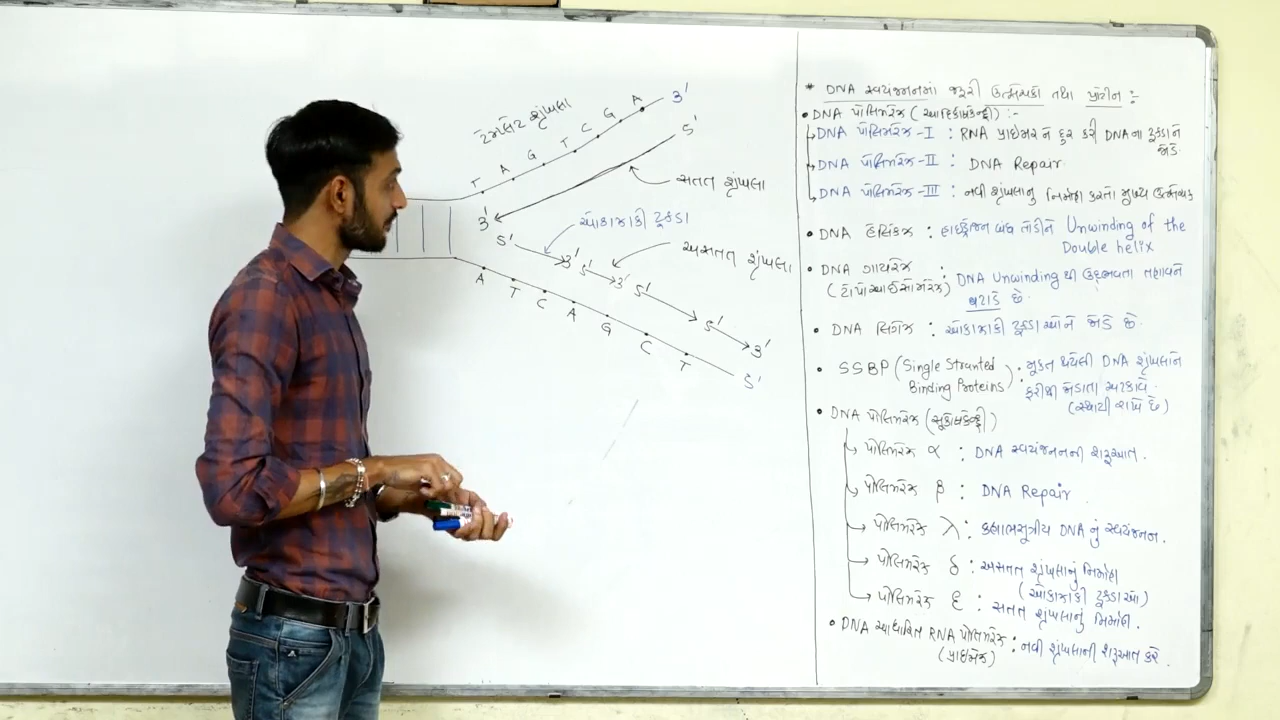 ટેમ્પ્લેટ શૃંખલા
T A G T C G A 3'
5'
સતત શૃંખલા
3'
ઓકાઝાકી ટૂકડા
5' 3' 5' 3' 5' 5' 3'
અસતત શૃંખલા
A T C A G C T 5'
* DNA સ્વયંજનનમાં જરૂરી ઉત્સેચકો તથા પ્રોટીન :-
• DNA પોલિમરેઝ (આદિકોષકેન્દ્રી) :-
DNA પોલિમરેઝ - I : RNA પ્રાઇમરને દુર કરી DNA ના ટૂકડાને જોડે
DNA પોલિમરેઝ - II : DNA Repair.
DNA પોલિમરેઝ - III : નવી શૃંખલાનું નિર્માણ કરતો મુખ્ય ઉત્સેચક
• DNA હેલિકેઝ : હાઈડ્રોજન બંધ તોડીને Unwinding of the
Double helix
• DNA ગાયરેઝ :
(ટોપોઆઈસોમરેઝ) DNA Unwinding થી ઉદ્ભવતા તણાવને
ઘટાડે છે.
• DNA લિગેઝ : ઓકાઝાકી ટૂકડાઓને જોડે છે.
• SSBP (Single Stranted
Binding Proteins) : મૂક્ત થયેલી DNA શૃંખલાને
ફરીથી જોડાતા અટકાવે.
(સ્થાયી રાખે છે)
• DNA પોલિમરેઝ (સુકોષકેન્દ્રી)
પોલિમરેઝ α : DNA સ્વયંજનનની શરૂઆત.
પોલિમરેઝ β : DNA Repair.
પોલિમરેઝ λ : કણાભસૂત્રીય DNA નું સ્વયંજનન.
પોલિમરેઝ δ : અસતત શૃંખલાનું નિર્માણ
(ઓકાઝાકી ટૂકડાઓ)
પોલિમરેઝ ε : સતત શૃંખલાનું નિર્માણ.
• DNA આધારિત RNA પોલિમરેઝ : નવી શૃંખલાની શરૂઆત કરે.
(પ્રાઇમેઝ)